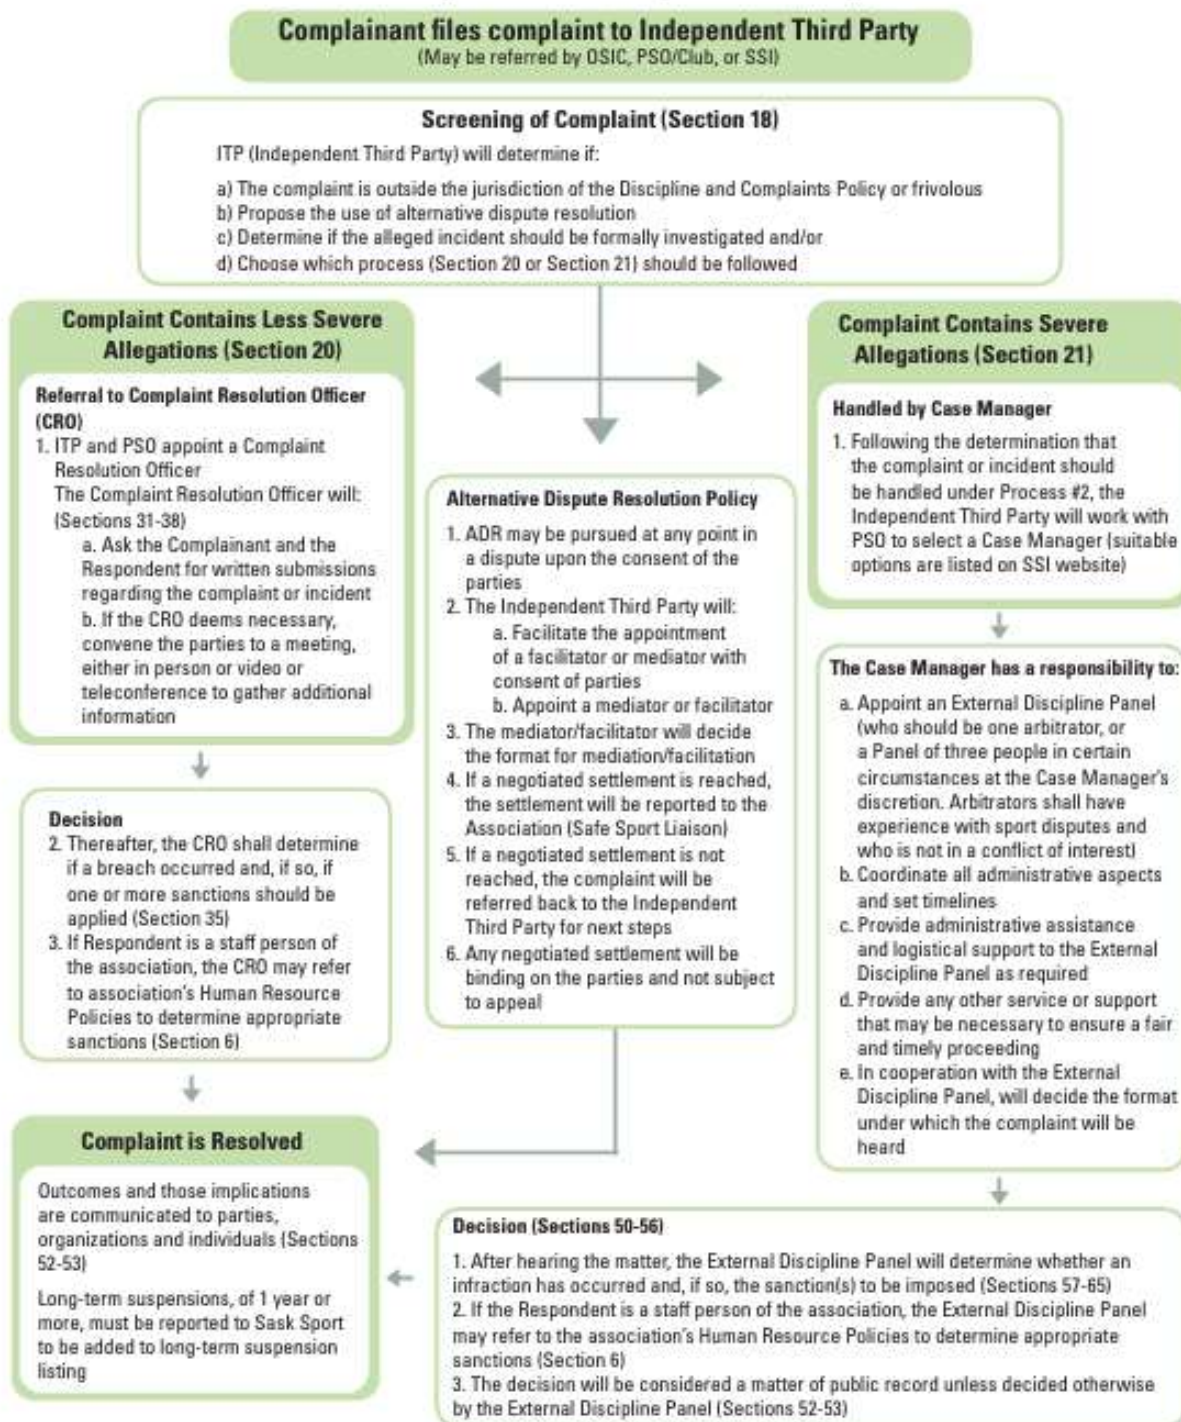 Complainant files complaint to Independent Third Party
(May be referred by OSIC, PSO/Club, or SSI)
Screening of Complaint (Section 18)
ITP (Independent Third Party) will determine if:
a) The complaint is outside the jurisdiction of the Discipline and Complaints Policy or frivolous
b) Propose the use of alternative dispute resolution
c) Determine if the alleged incident should be formally investigated and/or
d) Choose which process (Section 20 or Section 21) should be followed
Complaint Contains Less Severe
Allegations (Section 20)
Referral to Complaint Resolution Officer
(CRO)
1. ITP and PSO appoint a Complaint
Resolution Officer
The Complaint Resolution Officer will:
(Sections 31-38)
a. Ask the Complainant and the
Respondent for written submissions
regarding the complaint or incident
b. If the CRO deems necessary,
convene the parties to a meeting,
either in person or video or
teleconference to gather additional
information
Decision
2. Thereafter, the CRO shall determine
if a breach occurred and, if so, if
one or more sanctions should be
applied (Section 35)
3. If Respondent is a staff person of
the association, the CRO may refer
to association's Human Resource
Policies to determine appropriate
sanctions (Section 6)
Alternative Dispute Resolution Policy
1. ADR may be pursued at any point in
a dispute upon the consent of the
parties
2. The Independent Third Party will:
a. Facilitate the appointment
of a facilitator or mediator with
consent of parties
b. Appoint a mediator or facilitator
3. The mediator/facilitator will decide
the format for mediation/facilitation
4. If a negotiated settlement is reached,
the settlement will be reported to the
Association (Safe Sport Liaison)
5. If a negotiated settlement is not
reached, the complaint will be
referred back to the Independent
Third Party for next steps
6. Any negotiated settlement will be
binding on the parties and not subject
to appeal
Complaint Contains Severe
Allegations (Section 21)
Handled by Case Manager
1. Following the determination that
the complaint or incident should
be handled under Process #2, the
Independent Third Party will work with
PSO to select a Case Manager (suitable
options are listed on SSI website)
The Case Manager has a responsibility to:
a. Appoint an External Discipline Panel
(who should be one arbitrator, or
a Panel of three people in certain
circumstances at the Case Manager's
discretion. Arbitrators shall have
experience with sport disputes and
who is not in a conflict of interest)
b. Coordinate all administrative aspects
and set timelines
c. Provide administrative assistance
and logistical support to the External
Discipline Panel as required
d. Provide any other service or support
that may be necessary to ensure a fair
and timely proceeding
e. In cooperation with the External
Discipline Panel, will decide the format
under which the complaint will be
heard
Decision (Sections 50-56)
1. After hearing the matter, the External Discipline Panel will determine whether an
infraction has occurred and, if so, the sanction(s) to be imposed (Sections 57-65)
2. If the Respondent is a staff person of the association, the External Discipline Panel
may refer to the association's Human Resource Policies to determine appropriate
sanctions (Section 6)
3. The decision will be considered a matter of public record unless decided otherwise
by the External Discipline Panel (Sections 52-53)
Complaint is Resolved
Outcomes and those implications
are communicated to parties,
organizations and individuals (Sections
52-53)
Long-term suspensions, of 1 year or
more, must be reported to Sask Sport
to be added to long-term suspension
listing